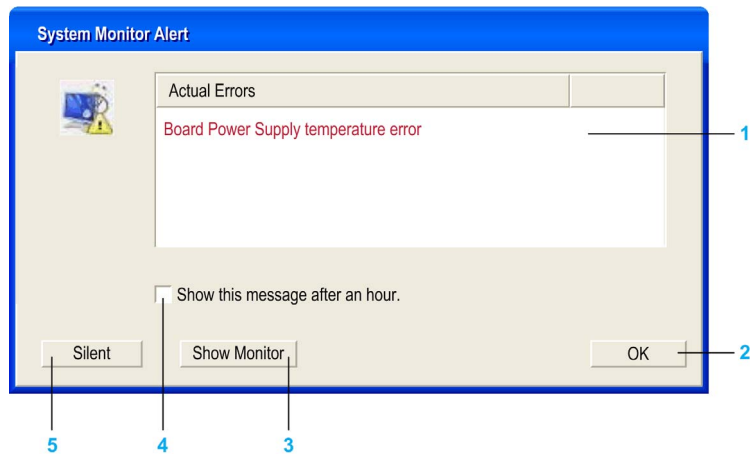 System Monitor Alert
Actual Errors
Board Power Supply temperature error
1
Show this message after an hour.
Silent
Show Monitor
OK
2
5
4
3